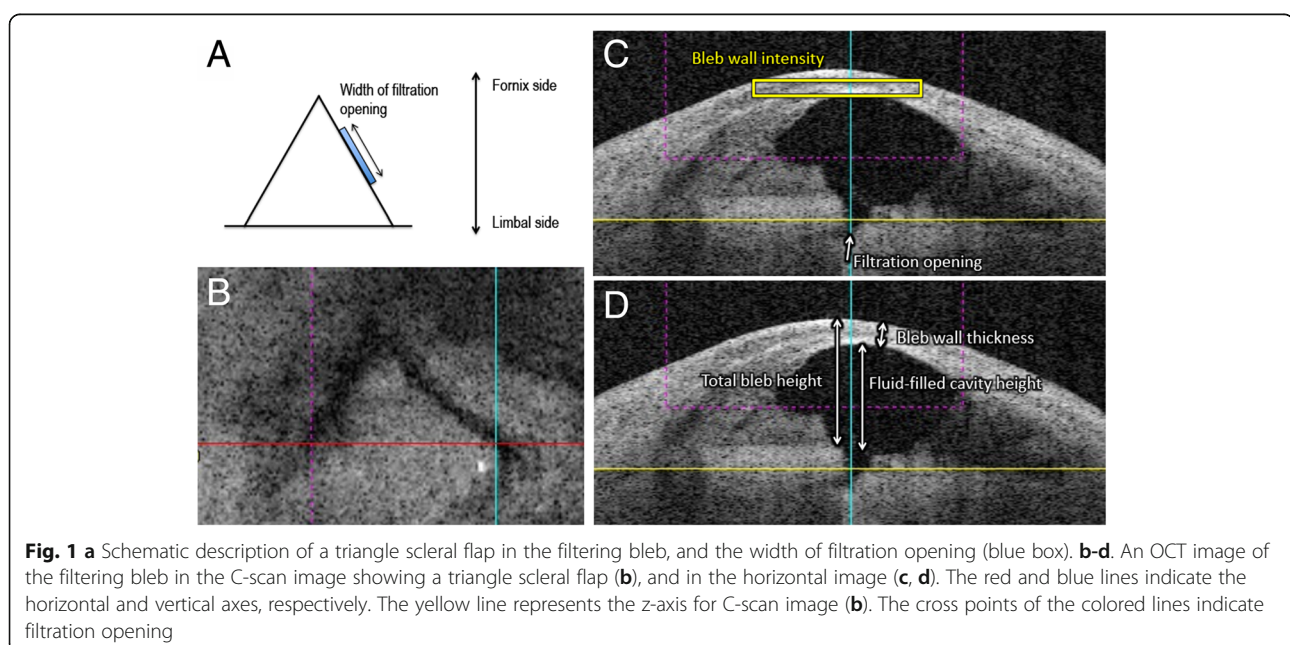 A
Width of filtration
opening
Fornix side
Limbal side
B
C
Bleb wall intensity
Filtration opening
D
Bleb wall thickness
Total bleb height
Fluid-filled cavity height
Fig. 1 a Schematic description of a triangle scleral flap in the filtering bleb, and the width of filtration opening (blue box). b-d. An OCT image of
the filtering bleb in the C-scan image showing a triangle scleral flap (b), and in the horizontal image (c, d). The red and blue lines indicate the
horizontal and vertical axes, respectively. The yellow line represents the z-axis for C-scan image (b). The cross points of the colored lines indicate
filtration opening